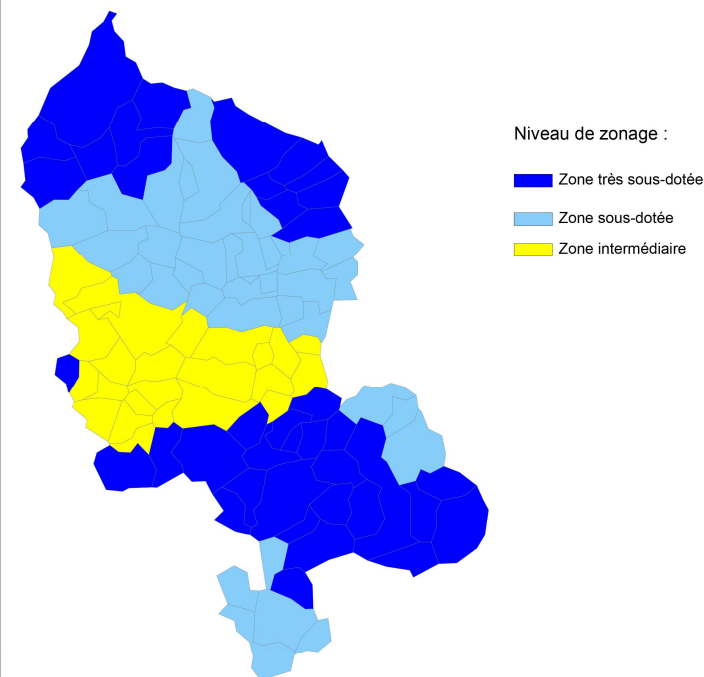 Niveau de zonage :
Zone très sous-dotée
Zone sous-dotée
Zone intermédiaire